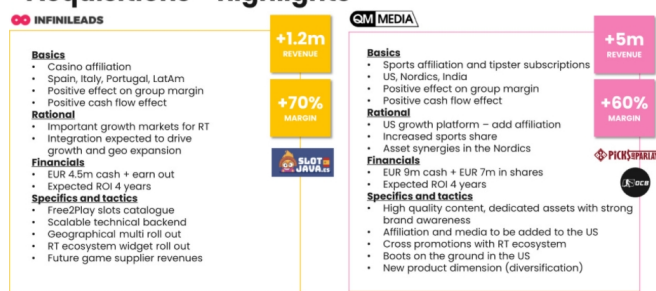 Acquisitions - highlights
INFINILEADS
+1.2m
REVENUE
+70%
MARGIN
Basics
• Casino affiliation
• Spain, Italy, Portugal, LatAm
• Positive effect on group margin
• Positive cash flow effect
Rational
• Important growth markets for RT
• Integration expected to drive
growth and geo expansion
Financials
• EUR 4.5m cash + earn out
• Expected ROI 4 years
Specifics and tactics
• Free2Play slots catalogue
• Scalable technical backend
• Geographical multi roll out
• RT ecosystem widget roll out
• Future game supplier revenues
SLOT
JAVA.es
QM MEDIA
+5m
REVENUE
+60%
MARGIN
Basics
• Sports affiliation and tipster subscriptions
• US, Nordics, India
• Positive effect on group margin
• Positive cash flow effect
Rational
• US growth platform – add affiliation
• Increased sports share
• Asset synergies in the Nordics
Financials
• EUR 9m cash + EUR 7m in shares
• Expected ROI 4 years
Specifics and tactics
• High quality content, dedicated assets with strong
brand awareness
• Affiliation and media to be added to the US
• Cross promotions with RT ecosystem
• Boots on the ground in the US
• New product dimension (diversification)